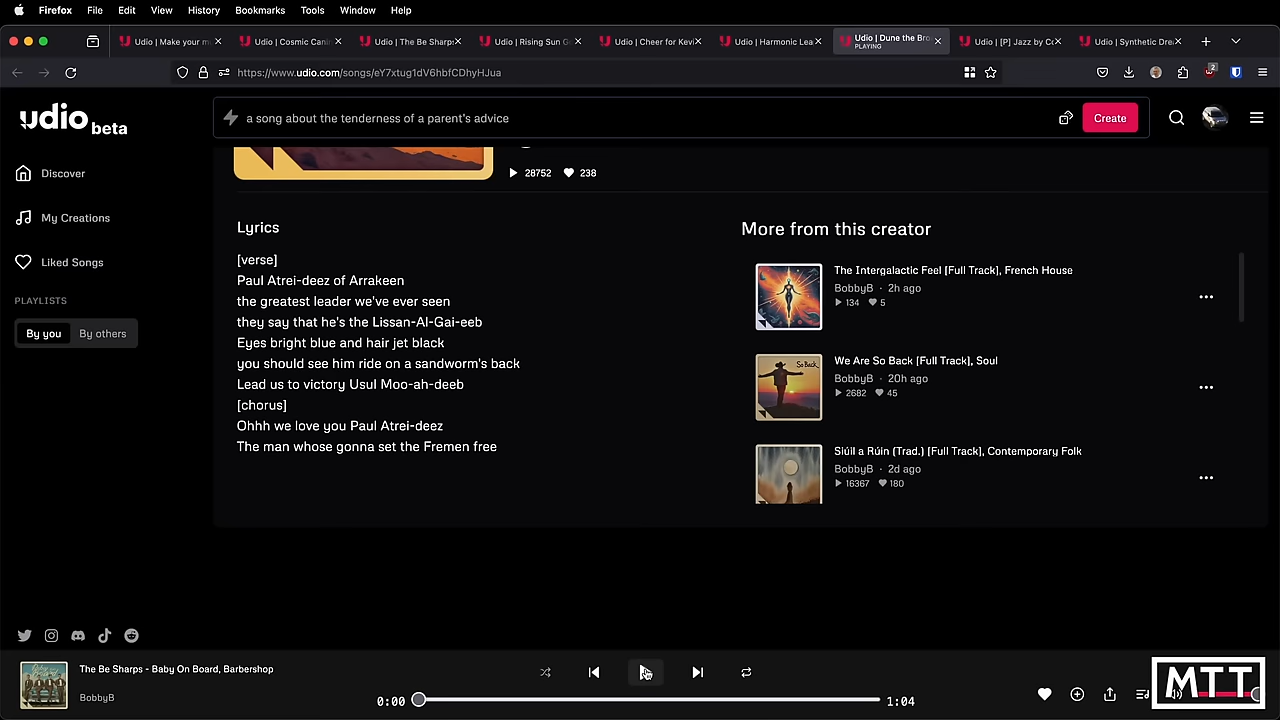 Firefox File Edit View History Bookmarks Tools Window Help
Udio | Make your m
Udio | Cosmic Cani
Udio | The Be Sharps
Udio | Rising Sun G
Udio | Cheer for Kevi
Udio | Harmonic Lea
Udio | Dune the Bro
PLAYING
Udio | [P] Jazz by C
Udio | Synthetic Dre
https://www.udio.com/songs/eY7xtug1dV6hbfCDhyHJua
2
udio beta
a song about the tenderness of a parent's advice
Create
Discover
My Creations
Liked Songs
PLAYLISTS
By you By others
28752 238
Lyrics
[verse]
Paul Atrei-deez of Arrakeen
the greatest leader we've ever seen
they say that he's the Lissan-Al-Gai-eeb
Eyes bright blue and hair jet black
you should see him ride on a sandworm's back
Lead us to victory Usul Moo-ah-deeb
[chorus]
Ohhh we love you Paul Atrei-deez
The man whose gonna set the Fremen free
More from this creator
The Intergalactic Feel [Full Track], French House
BobbyB · 2h ago
134 5
So Back
We Are So Back [Full Track], Soul
BobbyB · 20h ago
2682 45
Siúil a Rúin (Trad.) [Full Track], Contemporary Folk
BobbyB · 2d ago
16367 180
The Be Sharps - Baby On Board, Barbershop
BobbyB
0:00 1:04
MTT